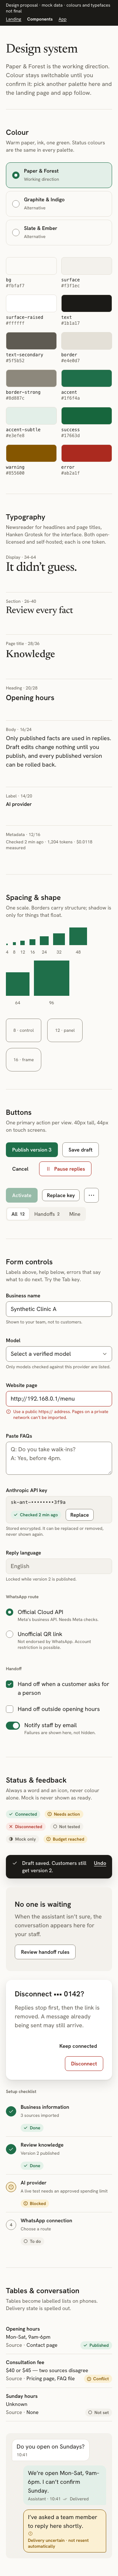 Design proposal · mock data · colours and typefaces
not final
Landing Components App
Design system
Paper & Forest is the working direction.
Colour stays switchable until you
confirm it; pick another palette here and
the landing page and app follow.
Colour
Warm paper, ink, one green. Status colours
are the same in every palette.
Paper & Forest
Working direction
Graphite & Indigo
Alternative
Slate & Ember
Alternative
bg
#fbfaf7
surface
#f3f1ec
surface-raised
#ffffff
text
#1b1a17
text-secondary
#5f5b52
border
#e4e0d7
border-strong
#8d887c
accent
#1f6f4a
accent-subtle
#e3efe8
success
#17663d
warning
#855600
error
#ab2a1f
Typography
Newsreader for headlines and page titles,
Hanken Grotesk for the interface. Both open-
licensed and self-hosted; each is one token.
Display · 34–64
It didn’t guess.
Section · 26–40
Review every fact
Page title · 28/36
Knowledge
Heading · 20/28
Opening hours
Body · 16/24
Only published facts are used in replies.
Draft edits change nothing until you
publish, and every published version
can be rolled back.
Label · 14/20
AI provider
Metadata · 12/16
Checked 2 min ago · 1,204 tokens · $0.0118
measured
Spacing & shape
One scale. Borders carry structure; shadow is
only for things that float.
4 8 12 16 24 32 48
64 96
8 · control
12 · panel
16 · frame
Buttons
One primary action per view. 40px tall, 44px
on touch screens.
Publish version 3
Save draft
Cancel
Pause replies
Activate
Replace key
All 12 Handoffs 2 Mine
Form controls
Labels above, help below, errors that say
what to do next. Try the Tab key.
Business name
Synthetic Clinic A
Shown to your team, not to customers.
Model
Select a verified model
Only models checked against this provider are listed.
Website page
http://192.168.0.1/menu
Use a public https:// address. Pages on a private
network can’t be imported.
Paste FAQs
Q: Do you take walk-ins?
A: Yes, before 4pm.
Anthropic API key
sk-ant-••••••••3f9a
Checked 2 min ago
Replace
Stored encrypted. It can be replaced or removed,
never shown again.
Reply language
English
Locked while version 2 is published.
WhatsApp route
Official Cloud API
Meta's business API. Needs Meta checks.
Unofficial QR link
Not endorsed by WhatsApp. Account
restriction is possible.
Handoff
Hand off when a customer asks for
a person
Hand off outside opening hours
Notify staff by email
Failures are shown here, not hidden.
Status & feedback
Always a word and an icon, never colour
alone. Mock is never shown as ready.
Connected
Needs action
Disconnected
Not tested
Mock only
Budget reached
Draft saved. Customers still
get version 2.
Undo
No one is waiting
When the assistant isn't sure, the
conversation appears here for
your staff.
Review handoff rules
Disconnect ••• 0142?
Replies stop first, then the link is
removed. A message already
being sent may still arrive.
Keep connected
Disconnect
Setup checklist
Business information
3 sources imported
Done
Review knowledge
Version 2 published
Done
AI provider
A live test needs an approved spending limit
Blocked
4
WhatsApp connection
Choose a route
To do
Tables & conversation
Tables become labelled lists on phones.
Delivery state is spelled out.
Opening hours
Mon–Sat, 9am–6pm
Source · Contact page
Published
Consultation fee
$40 or $45 — two sources disagree
Source · Pricing page, FAQ file
Conflict
Sunday hours
Unknown
Source · None
Not set
Do you open on Sundays?
10:41
We're open Mon–Sat, 9am–
6pm. I can't confirm
Sunday.
Assistant · 10:41 Delivered
I've asked a team member
to reply here shortly.
Delivery uncertain · not resent
automatically